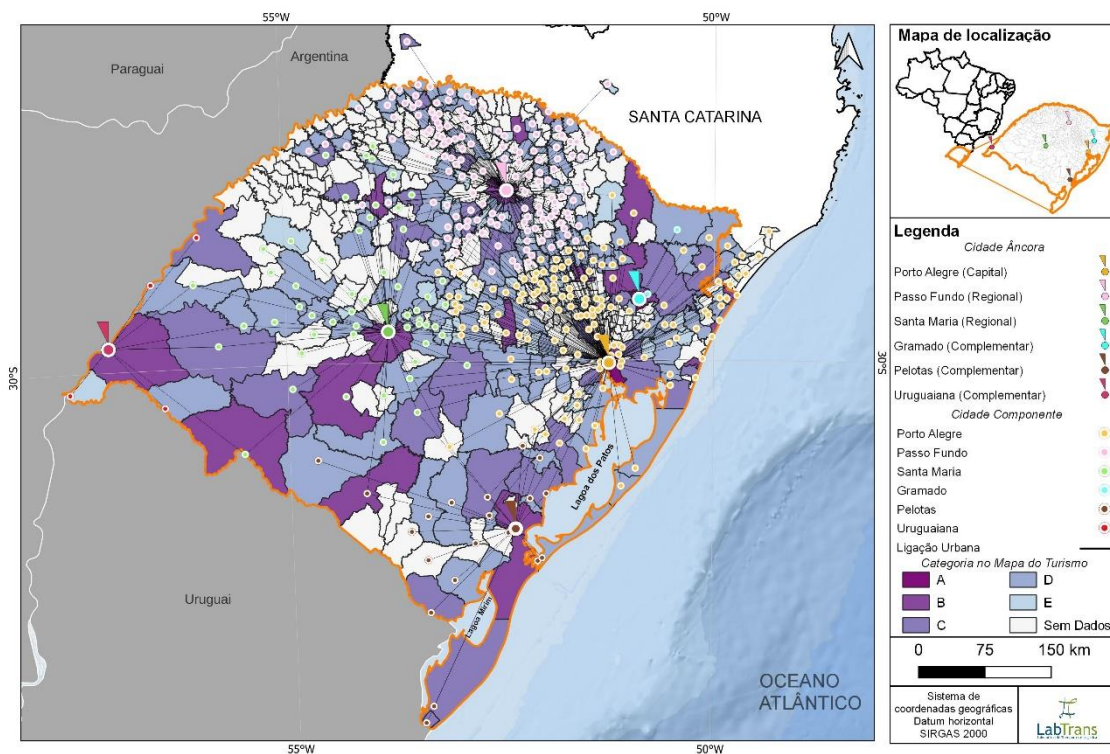 55°W
50°W
Paraguai
Argentina
SANTA CATARINA
30°S
30°S
Lagoa dos Patos
Uruguai
Lagoa Mirim
OCEANO
ATLÂNTICO
55°W
50°W
Mapa de localização
Legenda
Cidade Âncora
Porto Alegre (Capital)
Passo Fundo (Regional)
Santa Maria (Regional)
Gramado (Complementar)
Pelotas (Complementar)
Uruguaiana (Complementar)
Cidade Componente
Porto Alegre
Passo Fundo
Santa Maria
Gramado
Pelotas
Uruguaiana
Ligação Urbana
Categoria no Mapa do Turismo
A
D
B
E
C
Sem Dados
0 75 150 km
Sistema de
coordenadas geográficas
Datum horizontal
SIRGAS 2000
LabTrans